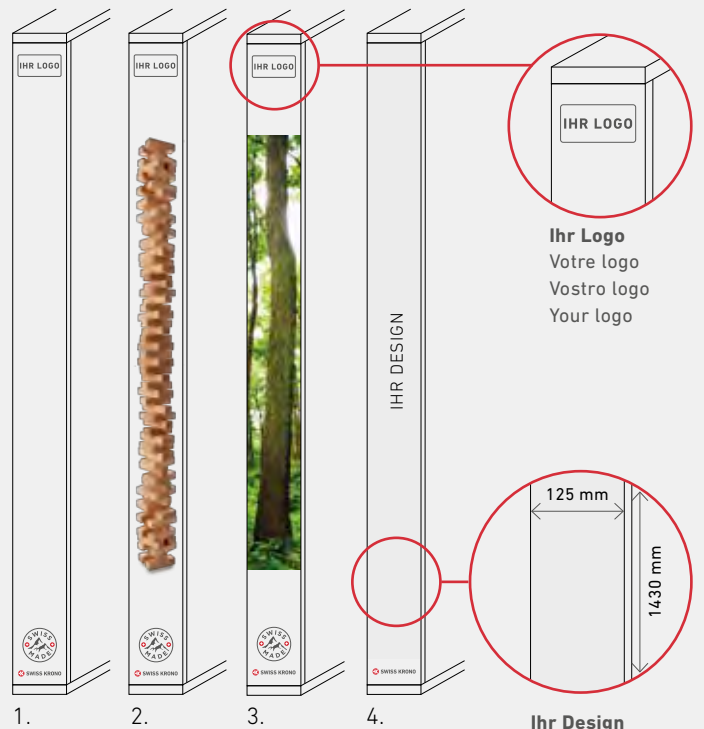 IHR LOGO
SWISS MADE
SWISS KRONO
1.
IHR LOGO
SWISS MADE
SWISS KRONO
2.
IHR LOGO
SWISS MADE
SWISS KRONO
3.
IHR DESIGN
SWISS KRONO
4.
IHR LOGO
Ihr Logo
Votre logo
Vostro logo
Your logo
125 mm
1430 mm
Ihr Design